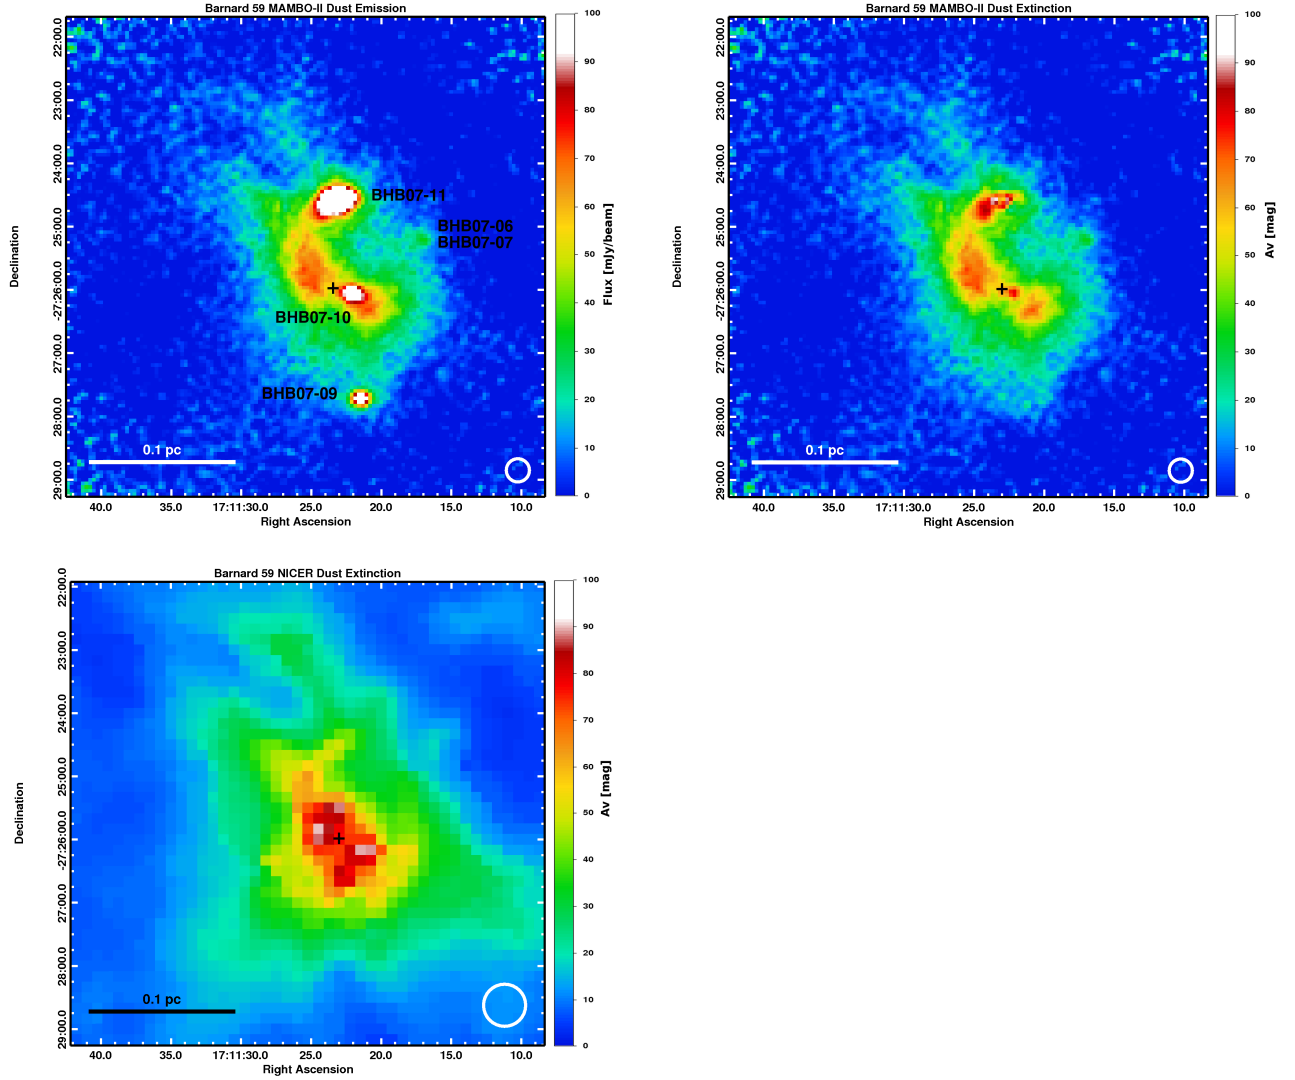 Barnard 59 MAMBO-II Dust Emission
100
90
80
70
60
50
40
30
20
10
0
Flux [mJy/beam]
22:00.0
23:00.0
24:00.0
25:00.0
-27:26:00.0
27:00.0
28:00.0
29:00.0
Declination
BHB07-11
BHB07-06
BHB07-07
BHB07-10
BHB07-09
0.1 pc
40.0 35.0 17:11:30.0 25.0 20.0 15.0 10.0
Right Ascension
Barnard 59 MAMBO-II Dust Extinction
100
90
80
70
60
50
40
30
20
10
0
Av [mag]
22:00.0
23:00.0
24:00.0
25:00.0
-27:26:00.0
27:00.0
28:00.0
29:00.0
Declination
0.1 pc
40.0 35.0 17:11:30.0 25.0 20.0 15.0 10.0
Right Ascension
Barnard 59 NICER Dust Extinction
100
90
80
70
60
50
40
30
20
10
0
Av [mag]
22:00.0
23:00.0
24:00.0
25:00.0
-27:26:00.0
27:00.0
28:00.0
29:00.0
Declination
0.1 pc
40.0 35.0 17:11:30.0 25.0 20.0 15.0 10.0
Right Ascension